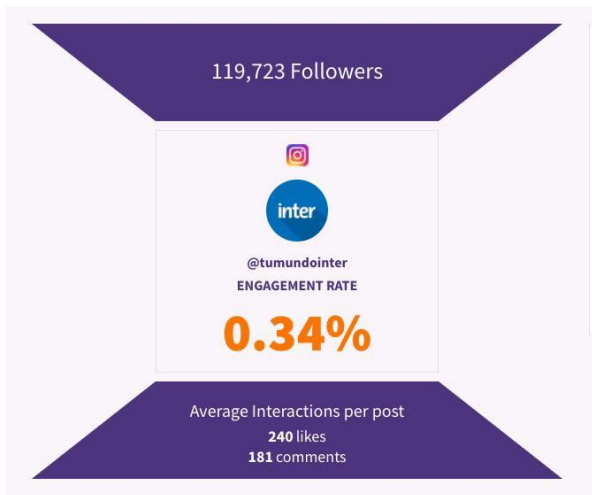 119,723 Followers
inter
@tumundointer
ENGAGEMENT RATE
0.34%
Average Interactions per post
240 likes
181 comments